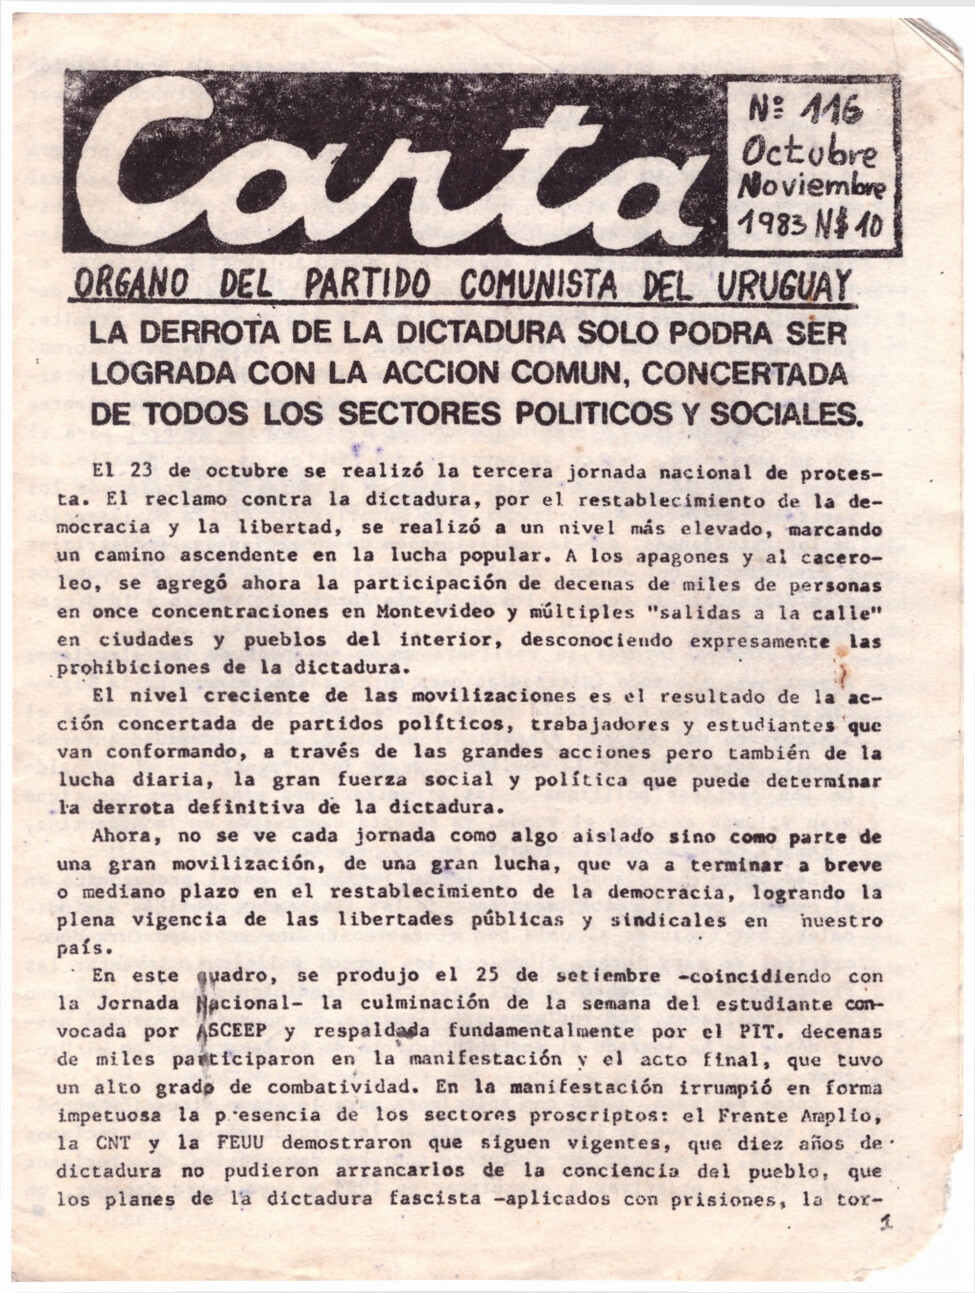 Carta
Nº 116
Octubre
Noviembre
1983 N$ 10
ORGANO DEL PARTIDO COMUNISTA DEL URUGUAY
LA DERROTA DE LA DICTADURA SOLO PODRA SER
LOGRADA CON LA ACCION COMUN, CONCERTADA
DE TODOS LOS SECTORES POLITICOS Y SOCIALES.
El 23 de octubre se realizó la tercera jornada nacional de protes-
ta. El reclamo contra la dictadura, por el restablecimiento de la de-
mocracia y la libertad, se realizó a un nivel más elevado, marcando
un camino ascendente en la lucha popular. A los apagones y al cacero-
leo, se agregó ahora la participación de decenas de miles de personas
en once concentraciones en Montevideo y múltiples "salidas a la calle"
en ciudades y pueblos del interior, desconociendo expresamente las
prohibiciones de la dictadura.
El nivel creciente de las movilizaciones es el resultado de la ac-
ción concertada de partidos políticos, trabajadores y estudiantes que
van conformando, a través de las grandes acciones pero también de la
lucha diaria, la gran fuerza social y política que puede determinar
la derrota definitiva de la dictadura.
Ahora, no se ve cada jornada como algo aislado sino como parte de
una gran movilización, de una gran lucha, que va a terminar a breve
o mediano plazo en el restablecimiento de la democracia, logrando la
plena vigencia de las libertades públicas y sindicales en nuestro
país.
En este quadro, se produjo el 25 de setiembre -coincidiendo con
la Jornada Nacional- la culminación de la semana del estudiante con-
vocada por ASCEEP y respaldada fundamentalmente por el PIT. decenas
de miles participaron en la manifestación y el acto final, que tuvo
un alto grado de combatividad. En la manifestación irrumpió en forma
impetuosa la presencia de los sectores proscriptos: el Frente Amplio,
la CNT y la FEUU demostraron que siguen vigentes, que diez años de
dictadura no pudieron arrancarlos de la conciencia del pueblo, que
los planes de la dictadura fascista -aplicados con prisiones, la tor-
1